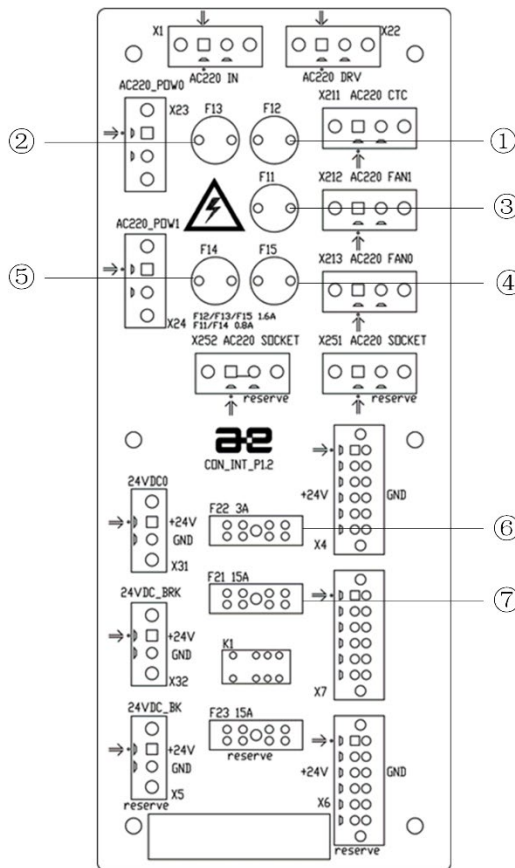 X1
X22
AC220 IN
AC220 DRV
AC220_POW0
X23
F13
F12
X211 AC220 CTC
②
①
F11
X212 AC220 FAN1
③
AC220_POW1
F14
F15
X213 AC220 FAN0
⑤
④
X24
F12/F13/F15 1.6A
F11/F14 0.8A
X252 AC220 SOCKET
X251 AC220 SOCKET
reserve
reserve
ae
CON_INT_P1.2
24VDC0
+24V
GND
X31
F22 3A
+24V
GND
X4
⑥
F21 15A
⑦
24VDC_BRK
+24V
GND
X32
K1
X7
24VDC_BK
+24V
GND
X5
reserve
F23 15A
reserve
+24V
GND
X6
reserve